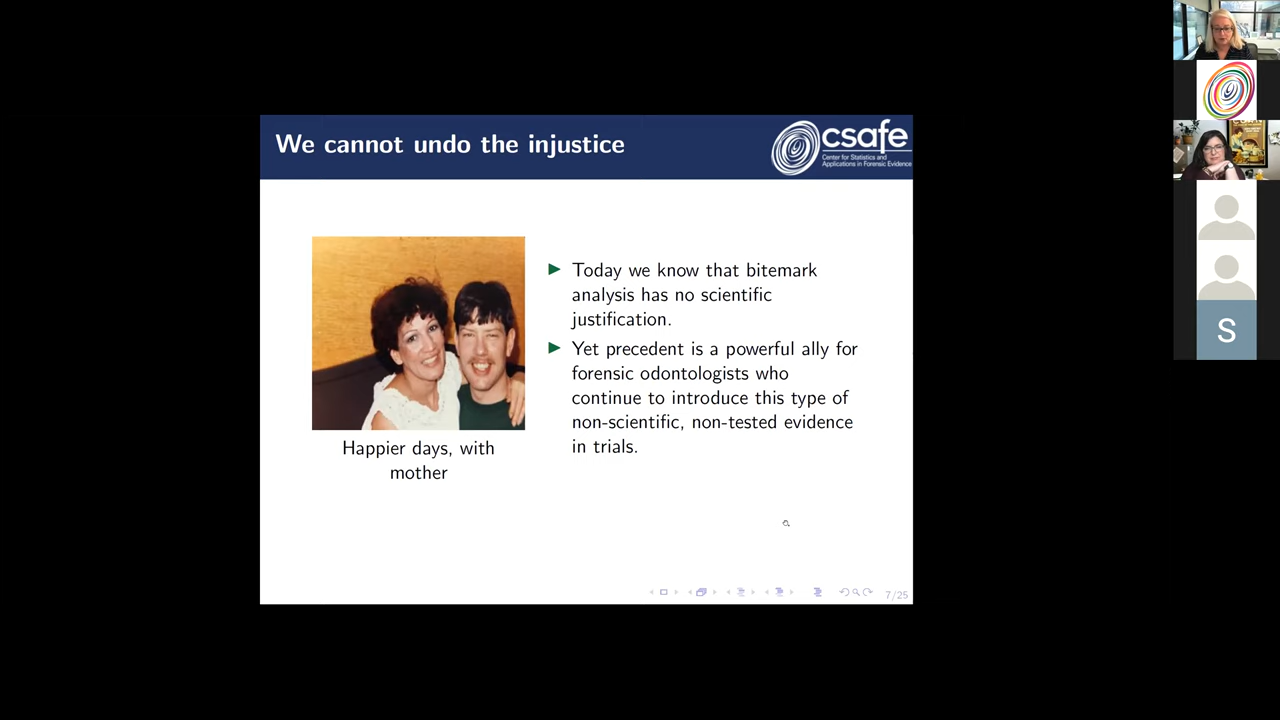 We cannot undo the injustice
csafe
Center for Statistics and
Applications in Forensic Evidence
Today we know that bitemark
analysis has no scientific
justification.
Yet precedent is a powerful ally for
forensic odontologists who
continue to introduce this type of
non-scientific, non-tested evidence
in trials.
Happier days, with
mother
7/25
S